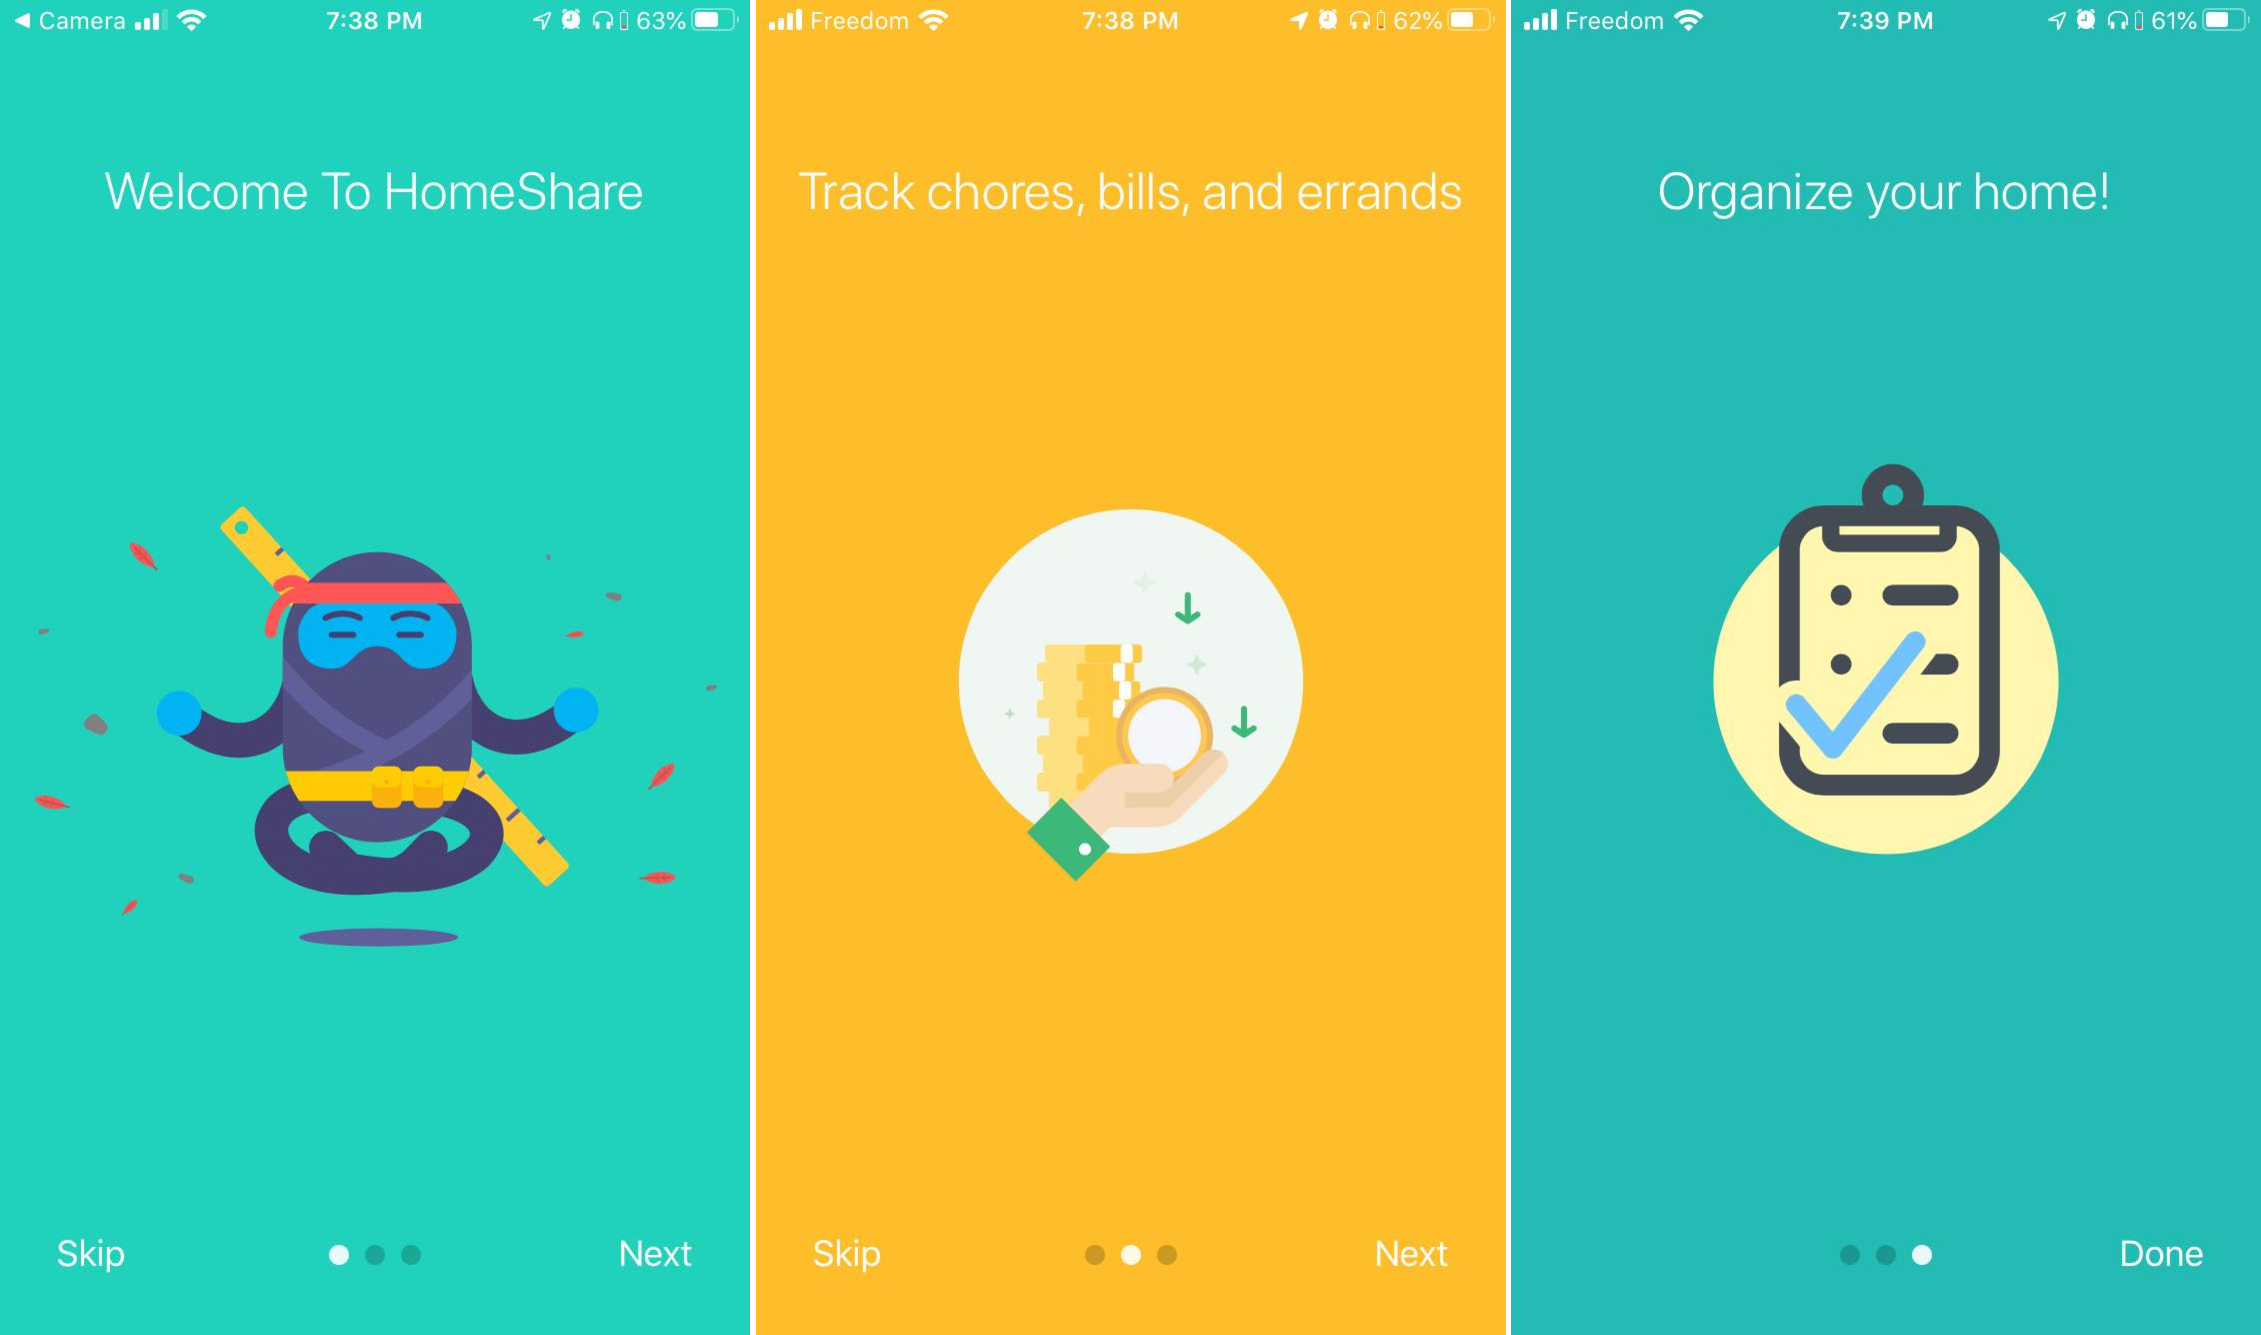 Camera 7:38 PM 63%
Welcome To HomeShare
Skip Next
Freedom 7:38 PM 62%
Track chores, bills, and errands
Skip Next
Freedom 7:39 PM 61%
Organize your home!
Done